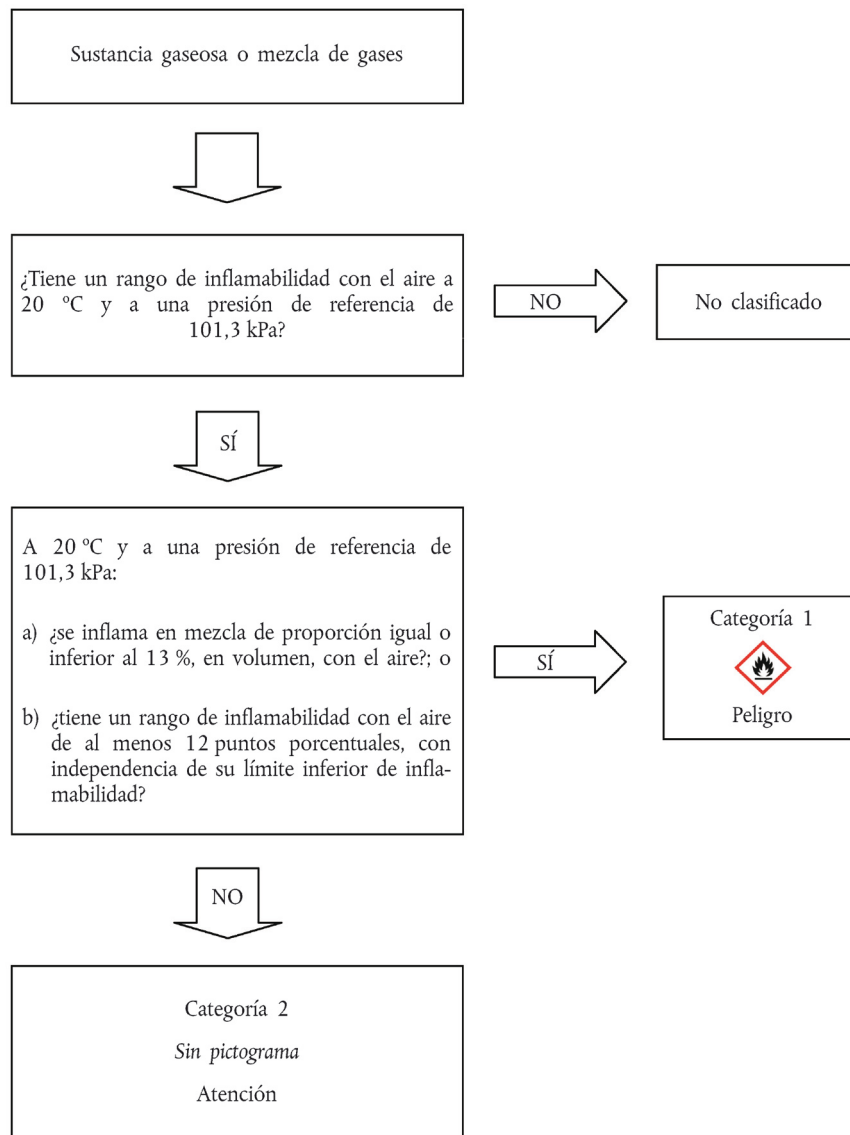 Sustancia gaseosa o mezcla de gases
¿Tiene un rango de inflamabilidad con el aire a
20 ºC y a una presión de referencia de
101,3 kPa?
NO
No clasificado
SÍ
A 20 ºC y a una presión de referencia de
101,3 kPa:
a) ¿se inflama en mezcla de proporción igual o
inferior al 13 %, en volumen, con el aire?; o
b) ¿tiene un rango de inflamabilidad con el aire
de al menos 12 puntos porcentuales, con
independencia de su límite inferior de infla-
mabilidad?
SÍ
Categoría 1
Peligro
NO
Categoría 2
Sin pictograma
Atención